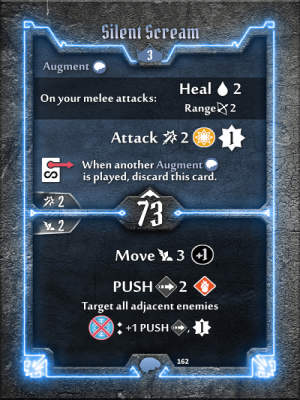 Silent Scream
3
Augment
On your melee attacks:
Heal 2
Range 2
Attack 2 1
When another Augment
is played, discard this card.
2
73
2
Move 3 +1
PUSH 2
Target all adjacent enemies
: +1 PUSH , 1
162